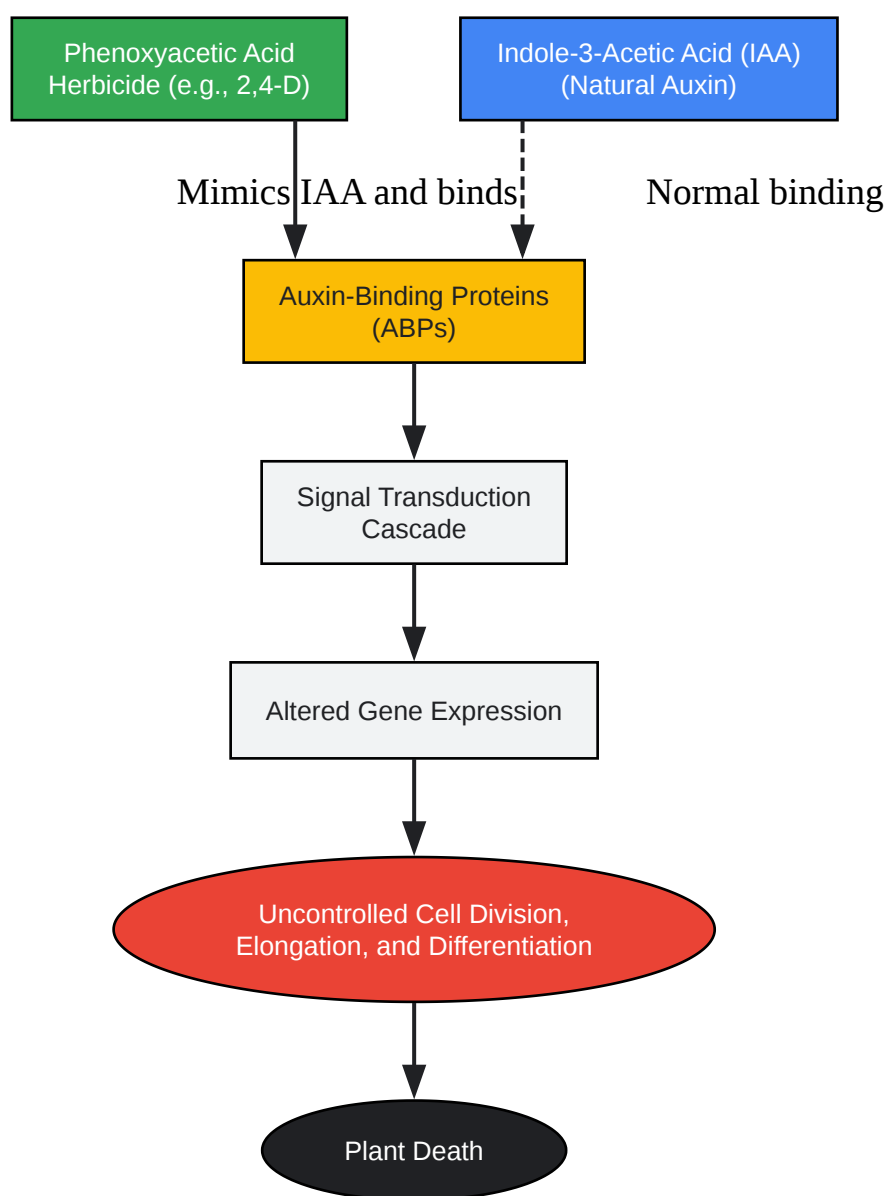 Phenoxyacetic Acid
Herbicide (e.g., 2,4-D)
Indole-3-Acetic Acid (IAA)
(Natural Auxin)
Mimics IAA and binds
Normal binding
Auxin-Binding Proteins
(ABPs)
Signal Transduction
Cascade
Altered Gene Expression
Uncontrolled Cell Division,
Elongation, and Differentiation
Plant Death